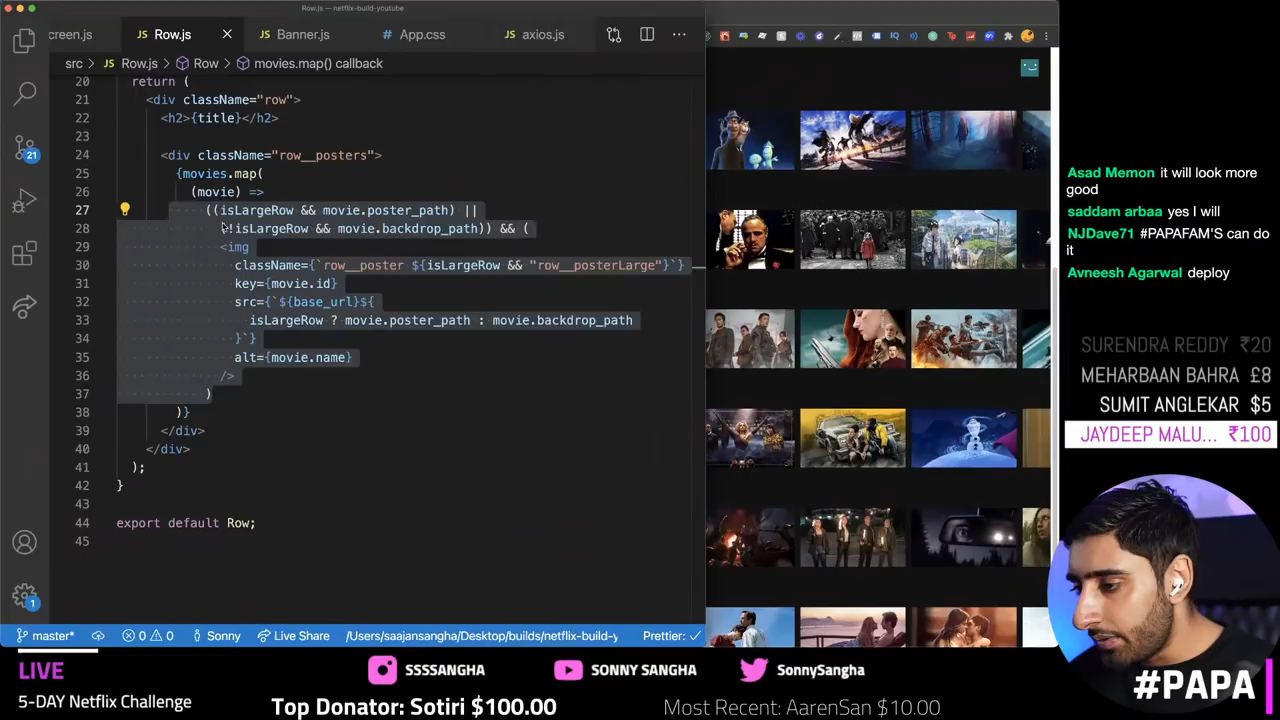 Row.js — netflix-build-youtube
creen.js
Row.js
Banner.js
App.css
axios.js
src > Row.js > Row > movies.map() callback
20 return (
21 <div className="row">
22 <h2>{title}</h2>
23
24 <div className="row__posters">
25 {movies.map(
26 (movie) =>
27 ((isLargeRow && movie.poster_path) ||
28 (!isLargeRow && movie.backdrop_path)) && (
29 <img
30 className={`row__poster ${isLargeRow && "row__posterLarge"}`}
31 key={movie.id}
32 src={`${base_url}${
33 isLargeRow ? movie.poster_path : movie.backdrop_path
34 }`}
35 alt={movie.name}
36 />
37 )
38 )}
39 </div>
40 </div>
41 );
42 }
43
44 export default Row;
45
21
1
master*
0 0
Sonny
Live Share
/Users/saajansangha/Desktop/builds/netflix-build-y
Prettier: ✓
Asad Memon it will look more
good
saddam arbaa yes I will
NJDave71 #PAPAFAM'S can do
it
Avneesh Agarwal deploy
SURENDRA REDDY ₹20
MEHARBAAN BAHRA £8
SUMIT ANGLEKAR $5
JAYDEEP MALU... ₹100
LIVE
SSSSANGHA
SONNY SANGHA
SonnySangha
#PAPA
5-DAY Netflix Challenge
Top Donator: Sotiri $100.00
Most Recent: AarenSan $10.00